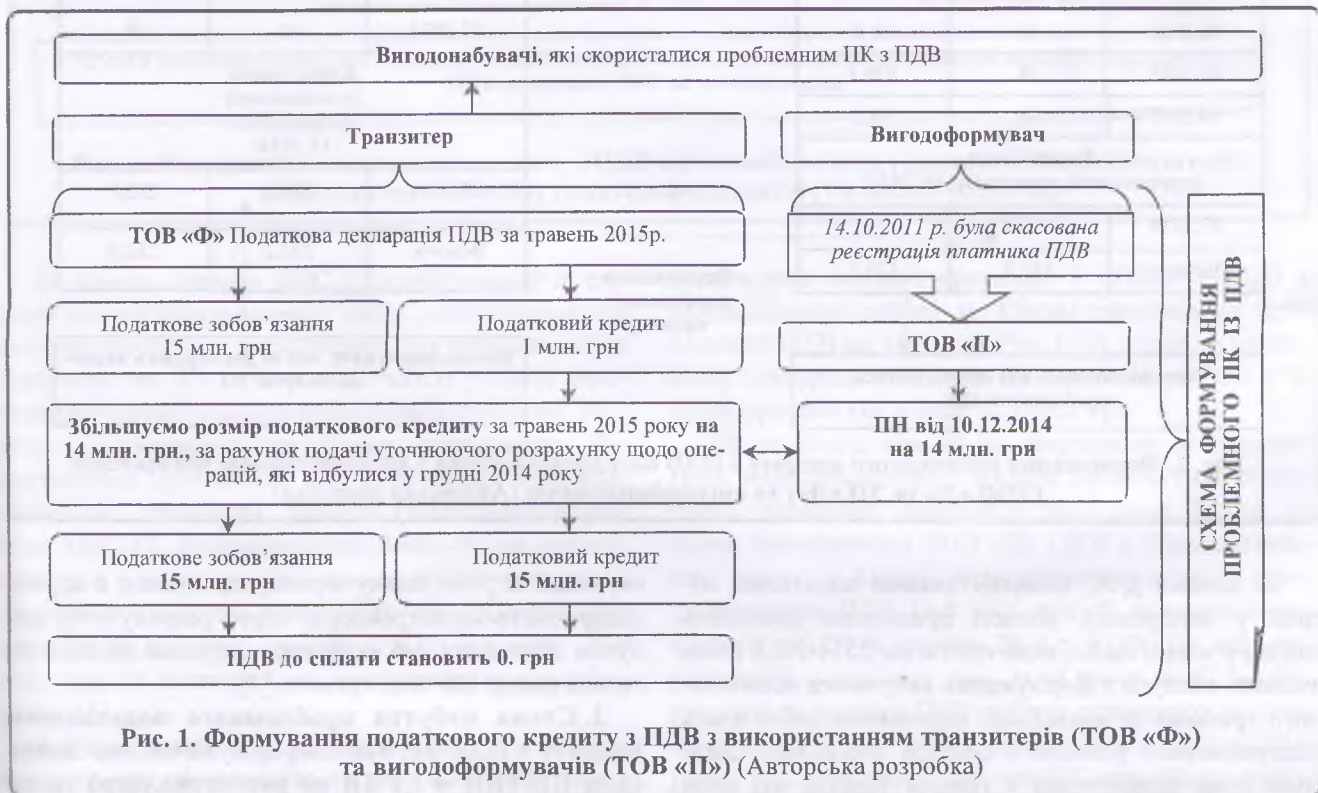 Вигодонабувачі, які скористалися проблемним ПК з ПДВ
Транзитер
Вигодоформувач
ТОВ «Ф» Податкова декларація ПДВ за травень 2015р.
14.10.2011 р. була скасована
реєстрація платника ПДВ
Податкове зобов'язання
15 млн. грн
Податковий кредит
1 млн. грн
ТОВ «П»
Збільшуємо розмір податкового кредиту за травень 2015 року на
14 млн. грн., за рахунок подачі уточнюючого розрахунку щодо опе-
рацій, які відбулися у грудні 2014 року
ПН від 10.12.2014
на 14 млн. грн
Податкове зобов'язання
15 млн. грн
Податковий кредит
15 млн. грн
ПДВ до сплати становить 0. грн
СХЕМА ФОРМУВАННЯ
ПРОБЛЕМНОГО ПК ІЗ ПДВ
Рис. 1. Формування податкового кредиту з ПДВ з використанням транзитерів (ТОВ «Ф»)
та вигодоформувачів (ТОВ «П») (Авторська розробка)